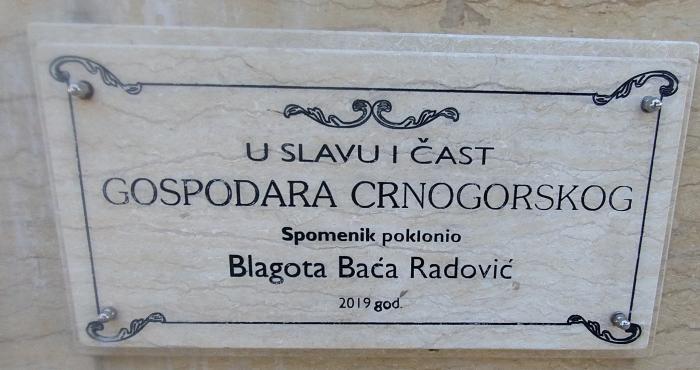 U SLAVU I ČAST
GOSPODARA CRNOGORSKOG
Spomenik poklonio
Blagota Baća Radović
2019 god.